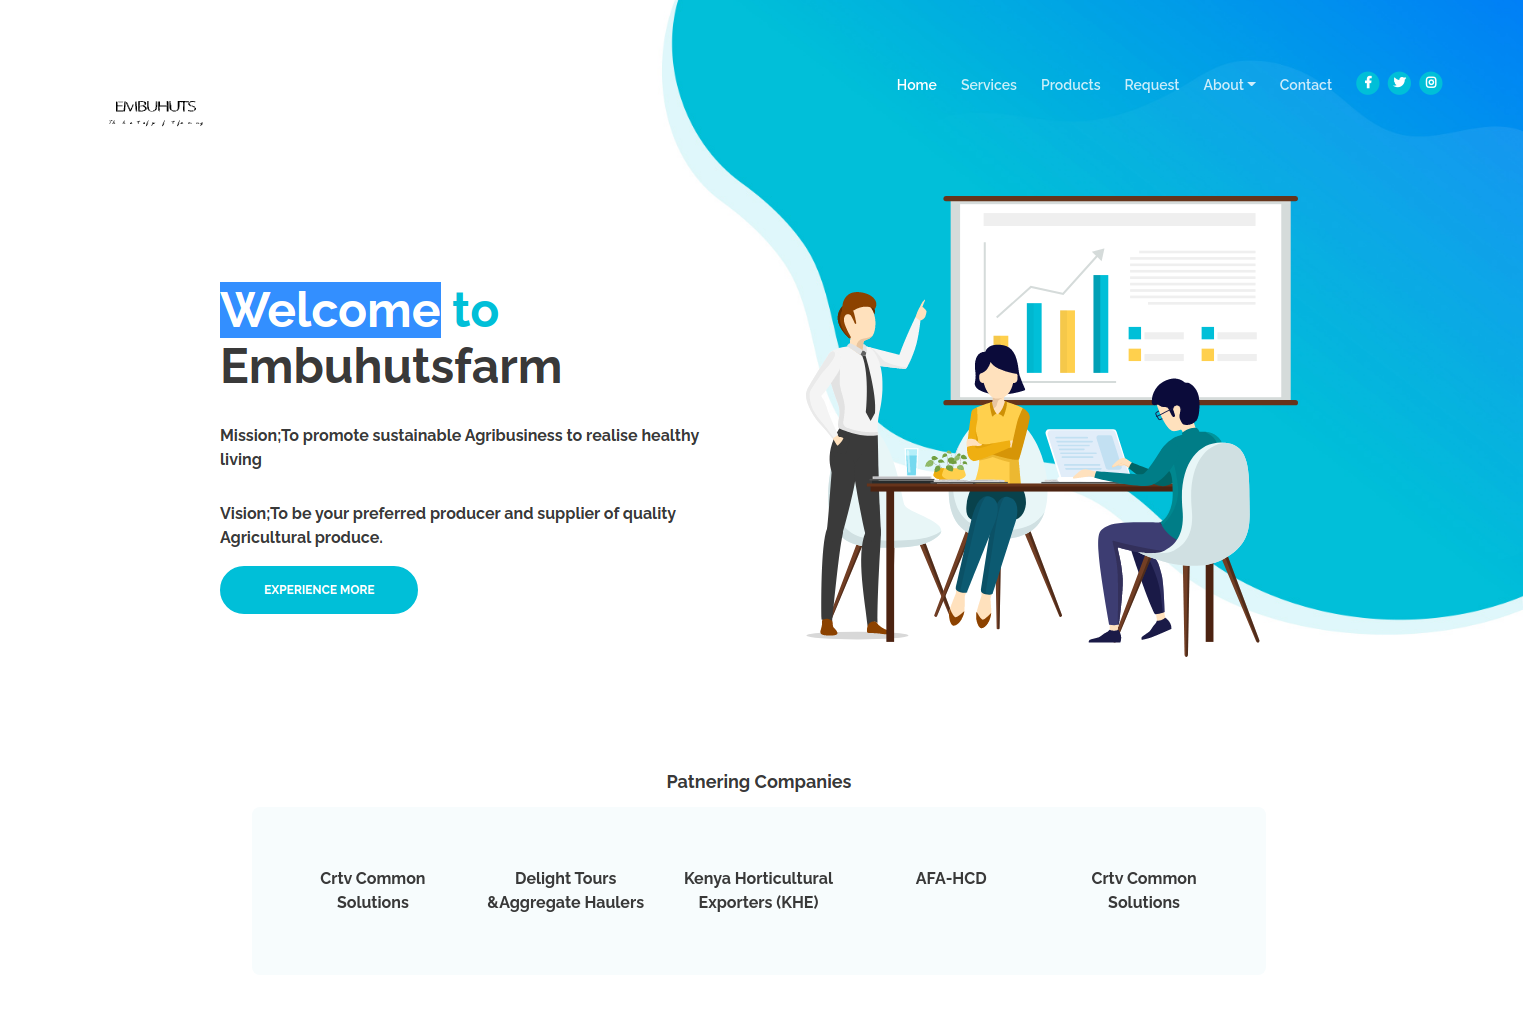 Home Services Products Request About Contact
EMBUHUTS
Welcome to
Embuhutsfarm
Mission;To promote sustainable Agribusiness to realise healthy
living
Vision;To be your preferred producer and supplier of quality
Agricultural produce.
EXPERIENCE MORE
Patnering Companies
Crtv Common
Solutions
Delight Tours
&Aggregate Haulers
Kenya Horticultural
Exporters (KHE)
AFA-HCD
Crtv Common
Solutions